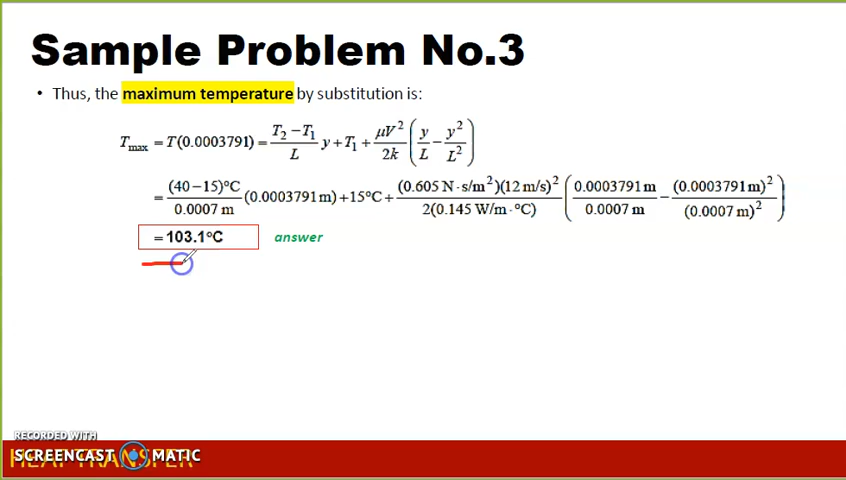 Sample Problem No.3
• Thus, the maximum temperature by substitution is:
T_max = T(0.0003791) = (T₂ − T₁)/L y + T₁ + μV²/2k (y/L − y²/L²)
= (40 − 15)°C/0.0007 m (0.0003791 m) + 15°C + (0.605 N·s/m²)(12 m/s)²/2(0.145 W/m·°C) (0.0003791 m/0.0007 m − (0.0003791 m)²/(0.0007 m)²)
= 103.1°C answer
RECORDED WITH
SCREENCAST MATIC
HEAT TRANSFER